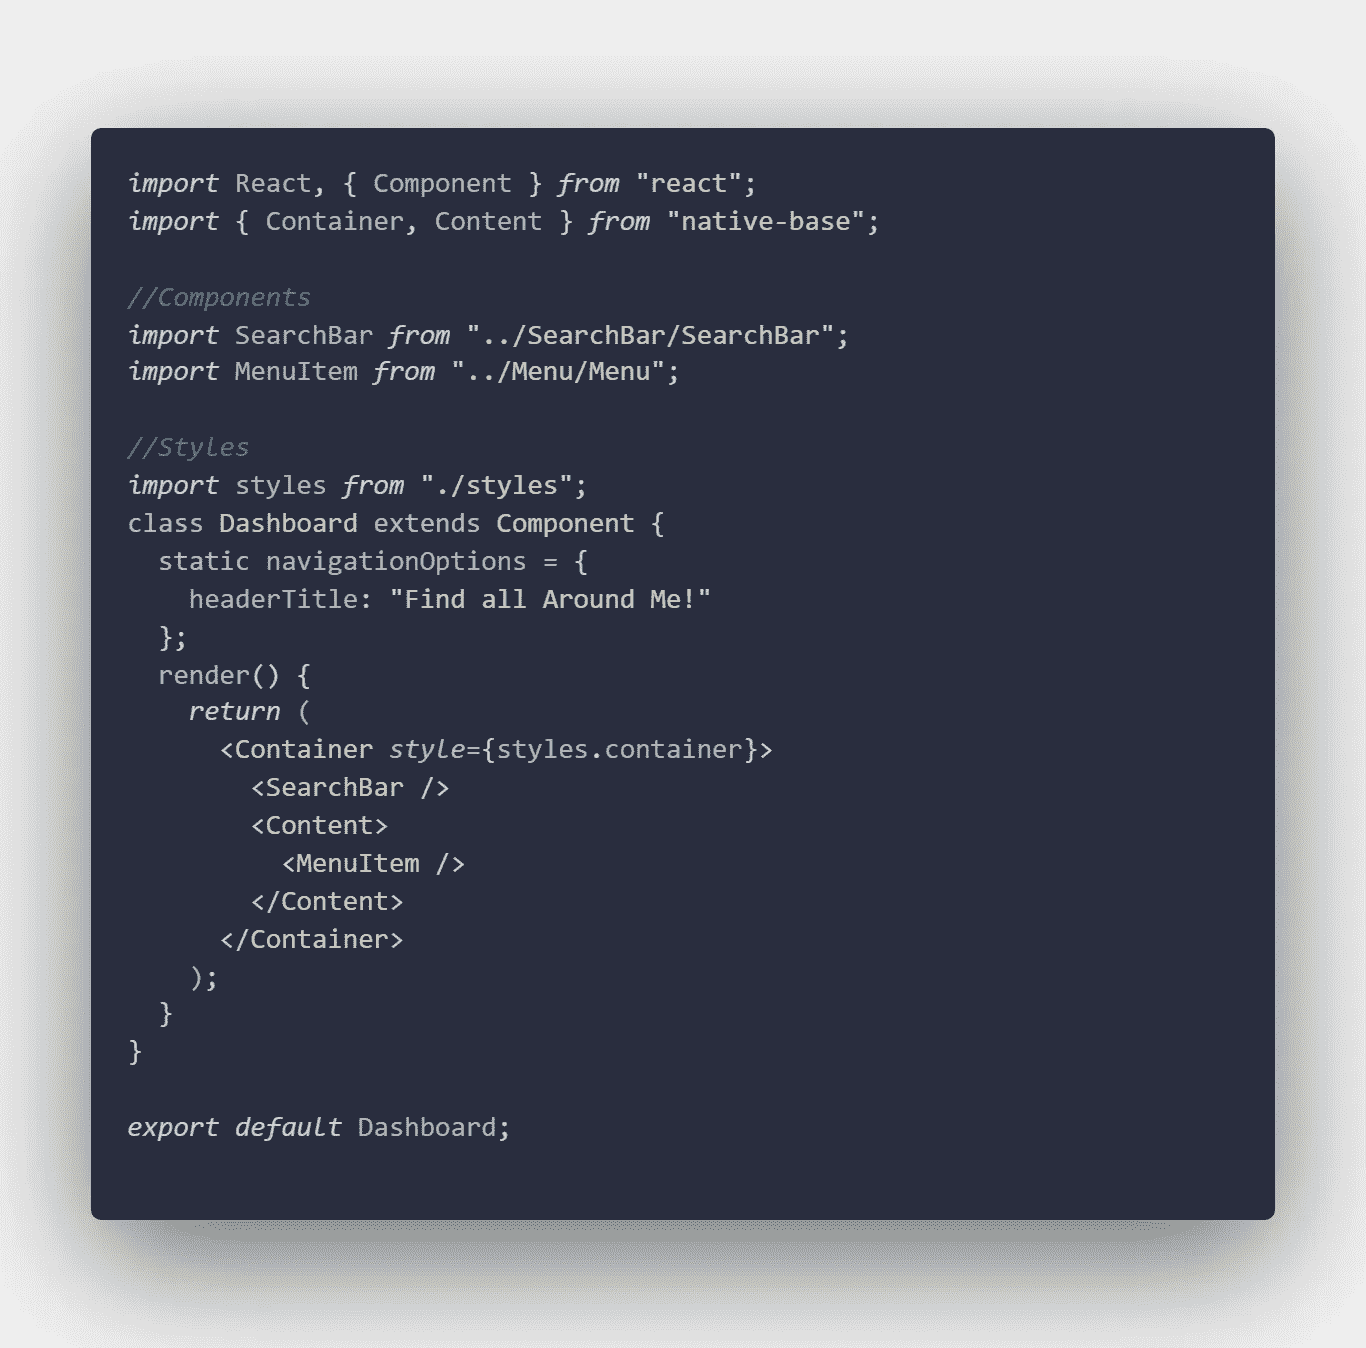 import React, { Component } from "react";
import { Container, Content } from "native-base";

//Components
import SearchBar from "../SearchBar/SearchBar";
import MenuItem from "../Menu/Menu";

//Styles
import styles from "./styles";
class Dashboard extends Component {
  static navigationOptions = {
    headerTitle: "Find all Around Me!"
  };
  render() {
    return (
      <Container style={styles.container}>
        <SearchBar />
        <Content>
          <MenuItem />
        </Content>
      </Container>
    );
  }
}

export default Dashboard;